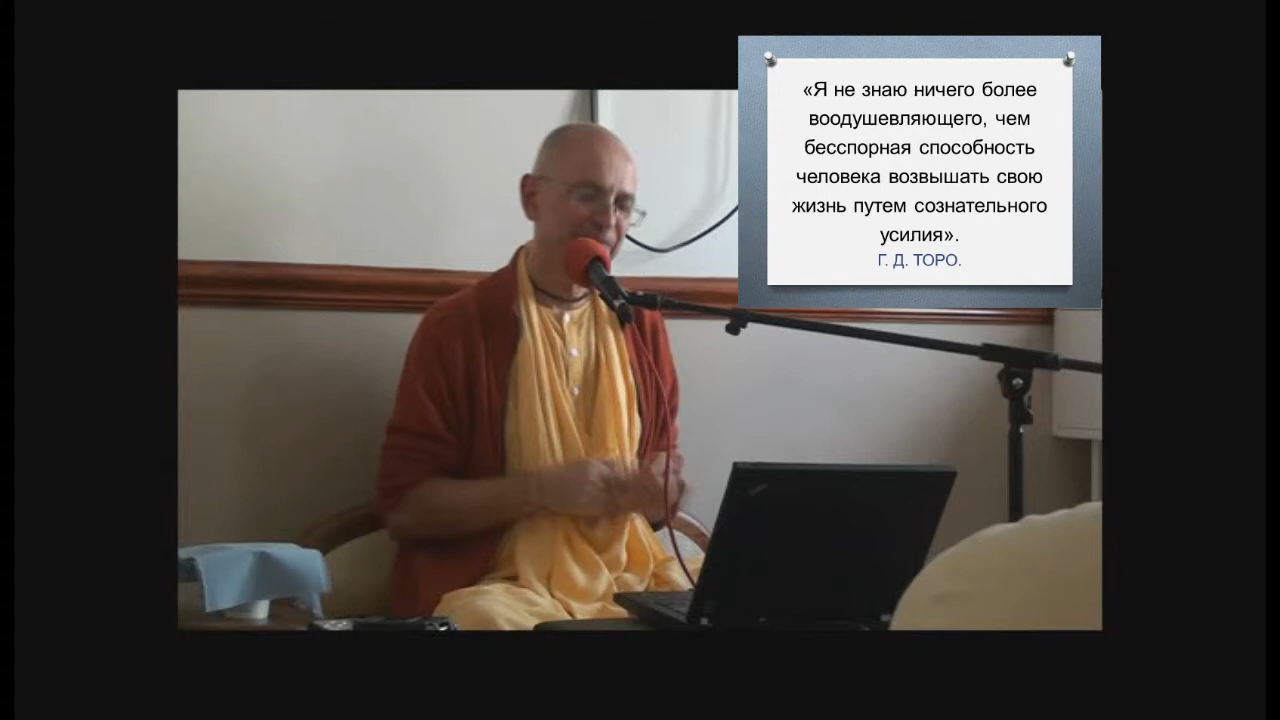 «Я не знаю ничего более
воодушевляющего, чем
бесспорная способность
человека возвышать свою
жизнь путем сознательного
усилия».
Г. Д. ТОРО.